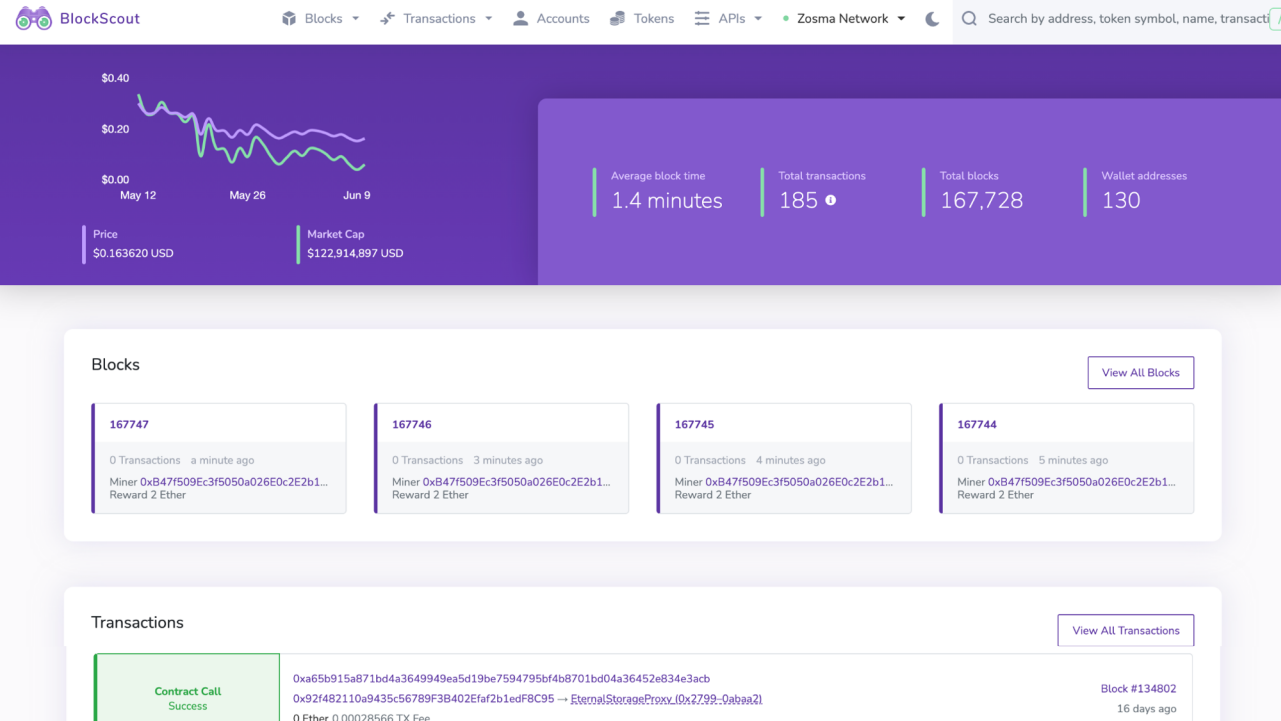 BlockScout
Blocks
Transactions
Accounts
Tokens
APIs
Zosma Network
Search by address, token symbol, name, transacti
$0.40
$0.20
$0.00
May 12
May 26
Jun 9
Price
$0.163620 USD
Market Cap
$122,914,897 USD
Average block time
1.4 minutes
Total transactions
185
Total blocks
167,728
Wallet addresses
130
Blocks
View All Blocks
167747
0 Transactions a minute ago
Miner 0xB47f509Ec3f5050a026E0c2E2b1...
Reward 2 Ether
167746
0 Transactions 3 minutes ago
Miner 0xB47f509Ec3f5050a026E0c2E2b1...
Reward 2 Ether
167745
0 Transactions 4 minutes ago
Miner 0xB47f509Ec3f5050a026E0c2E2b1...
Reward 2 Ether
167744
0 Transactions 5 minutes ago
Miner 0xB47f509Ec3f5050a026E0c2E2b1...
Reward 2 Ether
Transactions
View All Transactions
Contract Call
Success
0xa65b915a871bd4a3649949ea5d19be7594795bf4b8701bd04a36452e834e3acb
0x92f482110a9435c56789F3B402Efaf2b1edF8C95 → EternalStorageProxy (0x2799-0abaa2)
0 Ether 0.00028566 TX Fee
Block #134802
16 days ago